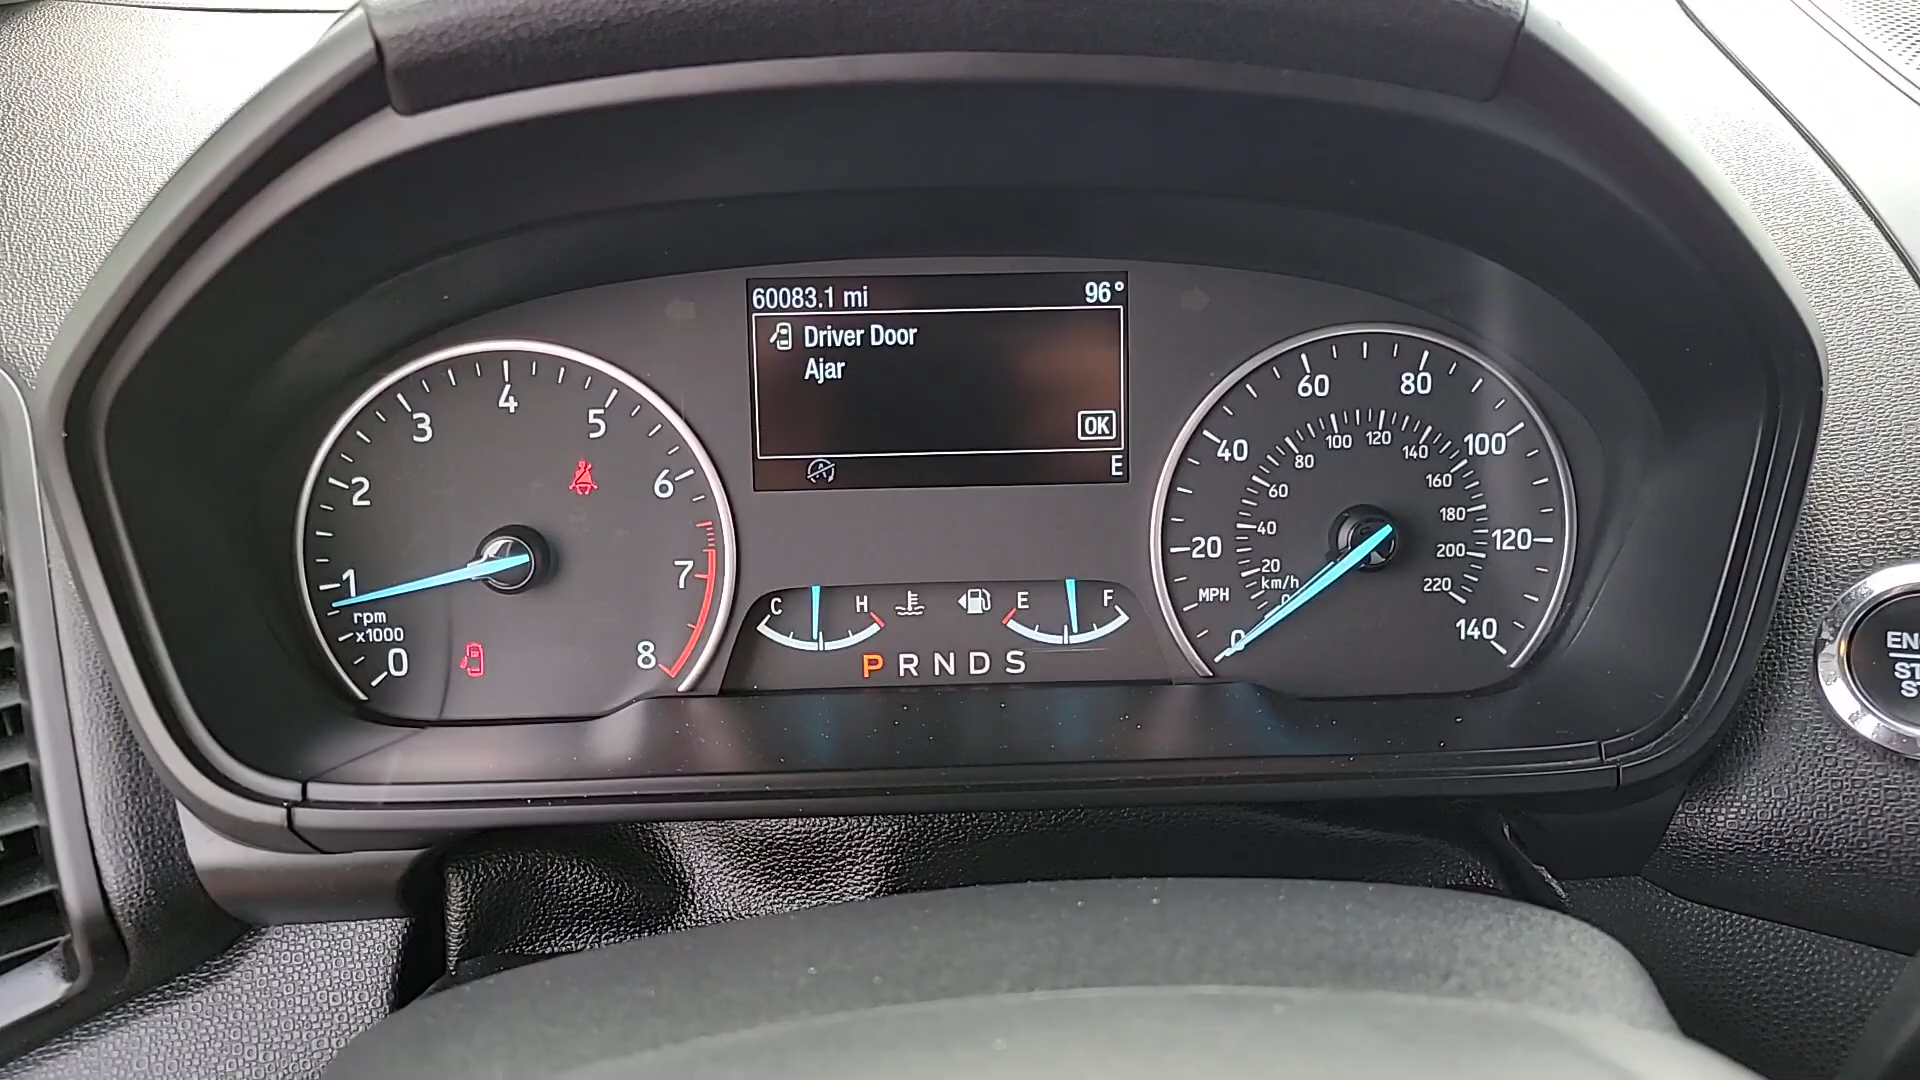 60083.1 mi 96°
Driver Door
Ajar
OK
E
0 1 2 3 4 5 6 7 8
rpm
x1000
C H
E F
P R N D S
0 20 40 60 80 100 120 140
MPH
0 20 40 60 80 100 120 140 160 180 200 220
km/h